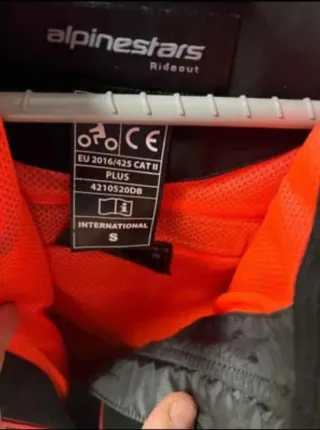 alpinestars
Rideout
CE
EU 2016/425 CAT II
PLUS
4210520DB
i
INTERNATIONAL
S